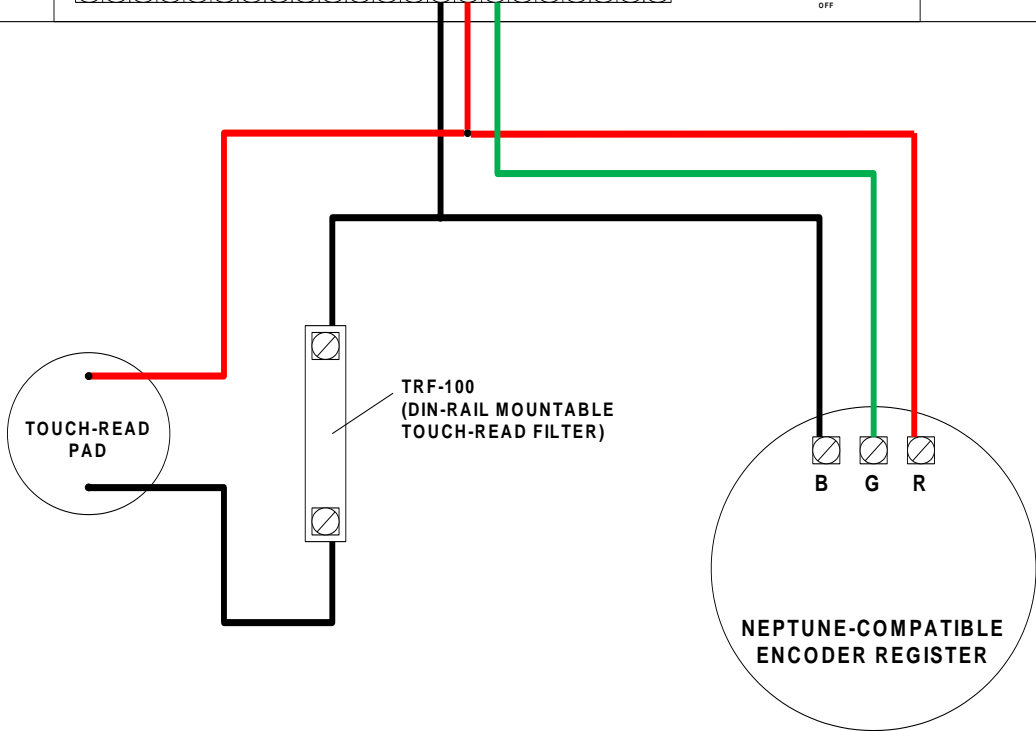 OFF
TRF-100
(DIN-RAIL MOUNTABLE
TOUCH-READ FILTER)
TOUCH-READ
PAD
B G R
NEPTUNE-COMPATIBLE
ENCODER REGISTER